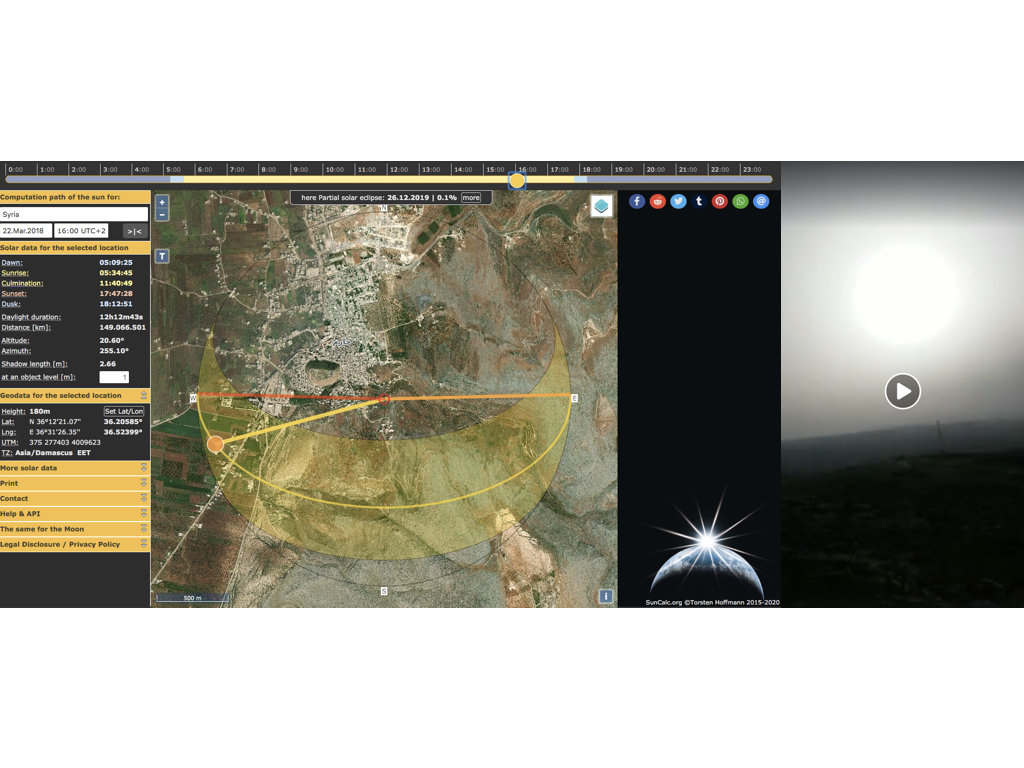 0:00 1:00 2:00 3:00 4:00 5:00 6:00 7:00 8:00 9:00 10:00 11:00 12:00 13:00 14:00 15:00 16:00 17:00 18:00 19:00 20:00 21:00 22:00 23:00
Computation path of the sun for:
Syria
22.Mar.2018 16:00 UTC+2 >|<
Solar data for the selected location
Dawn: 05:09:25
Sunrise: 05:34:45
Culmination: 11:40:49
Sunset: 17:47:28
Dusk: 18:12:51
Daylight duration: 12h12m43s
Distance [km]: 149.066.501
Altitude: 20.60°
Azimuth: 255.10°
Shadow length [m]: 2.66
at an object level [m]: 1
Geodata for the selected location
Height: 180m Set Lat/Lon
Lat: N 36°12'21.07'' 36.20585°
Lng: E 36°31'26.35'' 36.52399°
UTM: 37S 277403 4009623
TZ: Asia/Damascus EET
More solar data
Print
Contact
Help & API
The same for the Moon
Legal Disclosure / Privacy Policy
+
−
T
here Partial solar eclipse: 26.12.2019 | 0.1% more
N
W
E
S
500 m
i
SunCalc.org ©Torsten Hoffmann 2015-2020